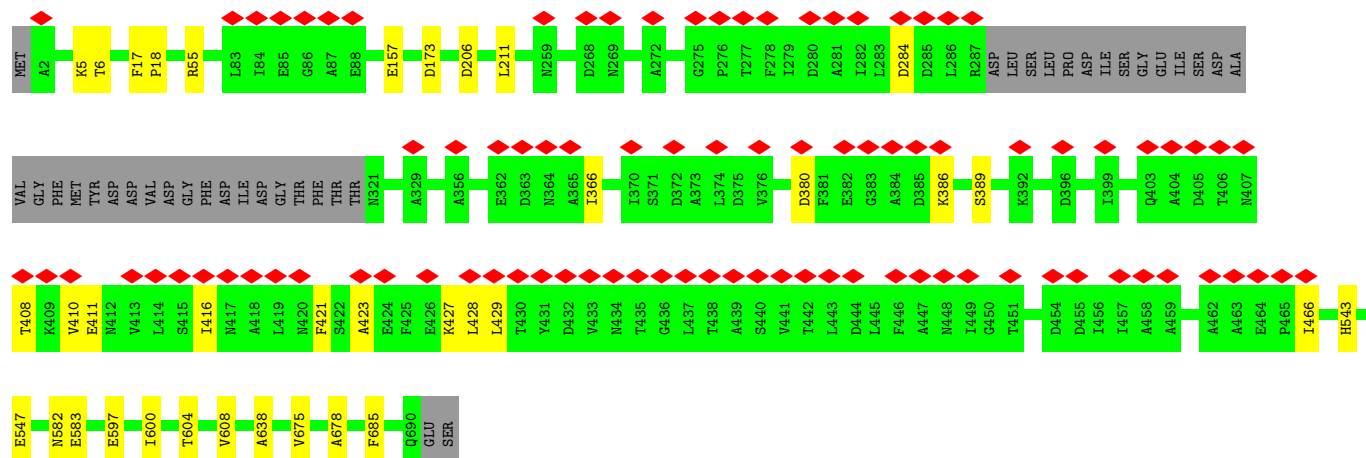 MET A2 K5 T6 F17 P18 R55 L83 I84 E85 G86 A87 E88 E157 D173 D206 L211 N259 D268 N269 A272 G275 P276 T277 F278 I279 D280 A281 I282 L283 D284 D285 L286 R287 ASP LEU SER LEU PRO ASP ILE SER GLY GLU ILE SER ASP ALA
VAL GLY PHE MET TYR ASP ASP VAL ASP GLY PHE ASP ILE ASP GLY THR PHE THR THR N321 A329 A356 E362 D363 N364 A365 I366 I370 S371 D372 A373 L374 D375 V376 D380 F381 E382 G383 A384 D385 K386 S389 K392 D396 I399 Q403 A404 D405 T406 N407
T408 K409 V410 E411 N412 V413 L414 S415 I416 N417 A418 L419 N420 F421 S422 A423 E424 F425 E426 K427 L428 L429 T430 Y431 D432 V433 N434 T435 G436 L437 T438 A439 S440 V441 T442 L443 D444 L445 F446 A447 N448 I449 G450 T451 D454 D455 I456 I457 A458 A459 A462 A463 E464 P465 I466 H543
E547 N582 E583 E597 I600 T604 V608 A638 V675 A678 F685 Q690 GLU SER